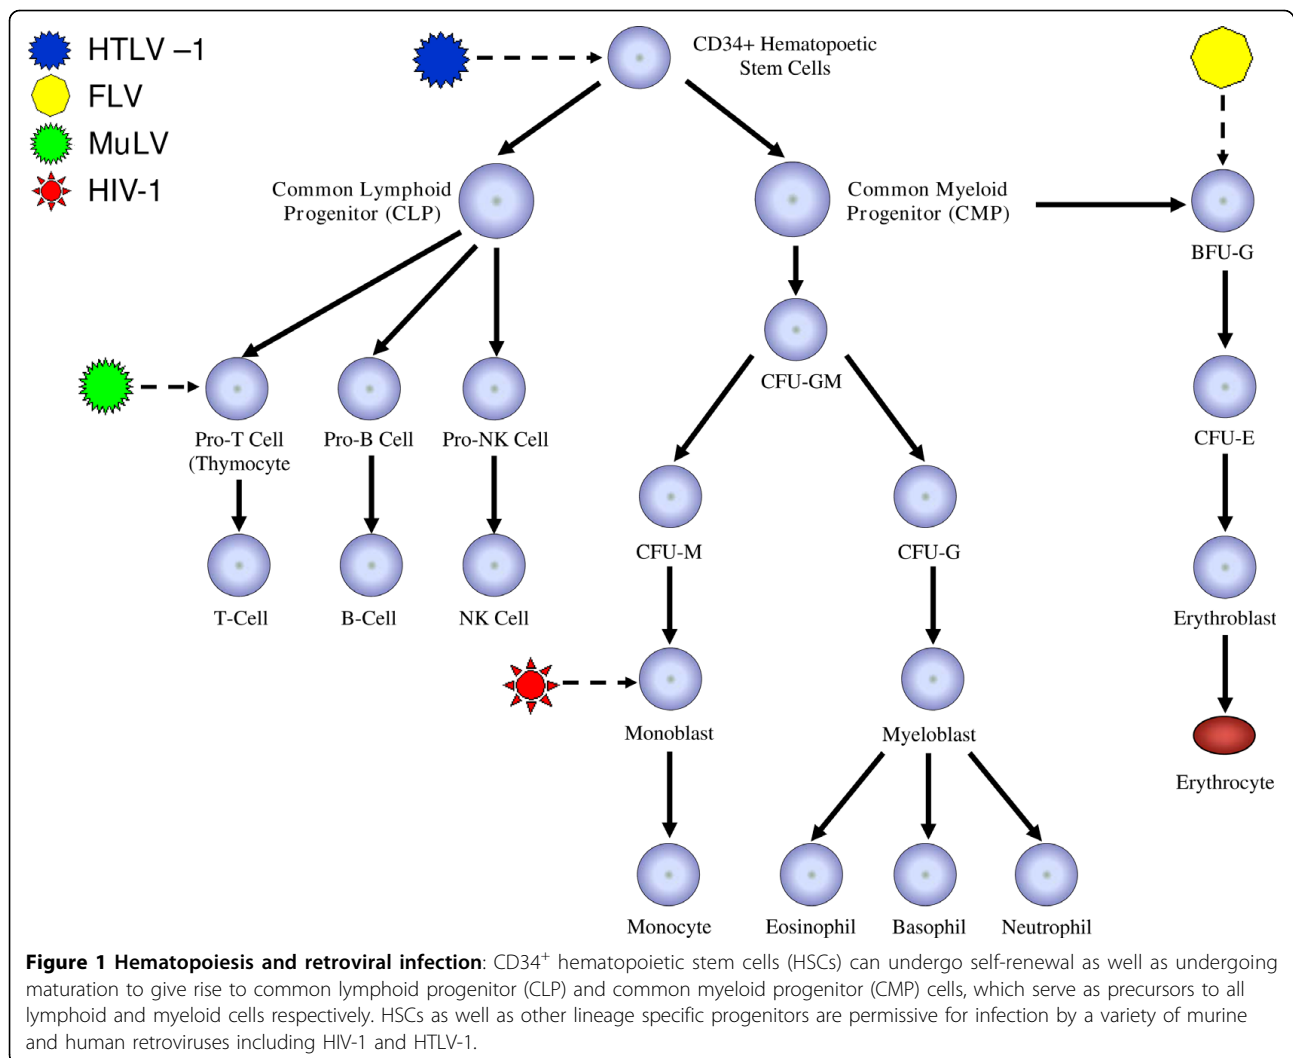 HTLV –1
FLV
MuLV
HIV-1
CD34+ Hematopoetic
Stem Cells
Common Lymphoid
Progenitor (CLP)
Common Myeloid
Progenitor (CMP)
BFU-G
CFU-GM
Pro-T Cell
(Thymocyte
Pro-B Cell
Pro-NK Cell
CFU-E
CFU-M
CFU-G
T-Cell
B-Cell
NK Cell
Erythroblast
Monoblast
Myeloblast
Erythrocyte
Monocyte
Eosinophil
Basophil
Neutrophil
Figure 1 Hematopoiesis and retroviral infection: CD34+ hematopoietic stem cells (HSCs) can undergo self-renewal as well as undergoing
maturation to give rise to common lymphoid progenitor (CLP) and common myeloid progenitor (CMP) cells, which serve as precursors to all
lymphoid and myeloid cells respectively. HSCs as well as other lineage specific progenitors are permissive for infection by a variety of murine
and human retroviruses including HIV-1 and HTLV-1.